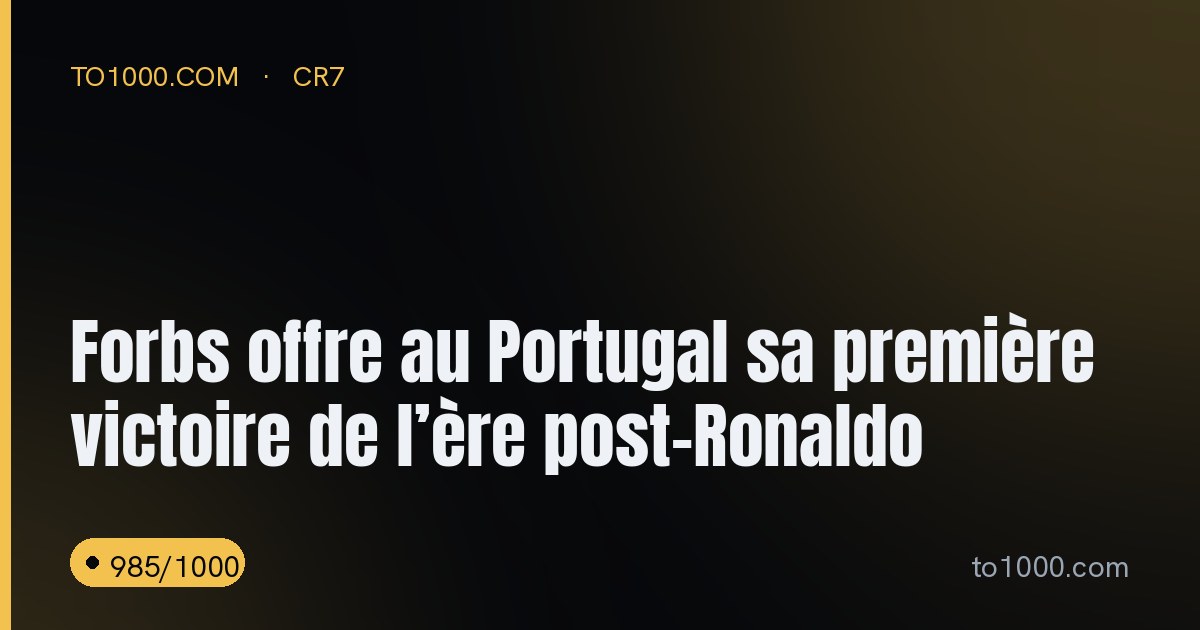 TO1000.COM · CR7
Forbs offre au Portugal sa première
victoire de l’ère post-Ronaldo
985/1000
to1000.com